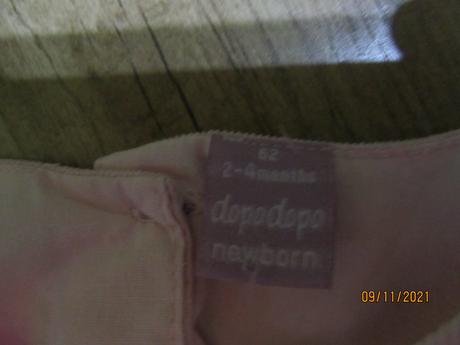 62
2-4months
dopodopo
newborn
09/11/2021